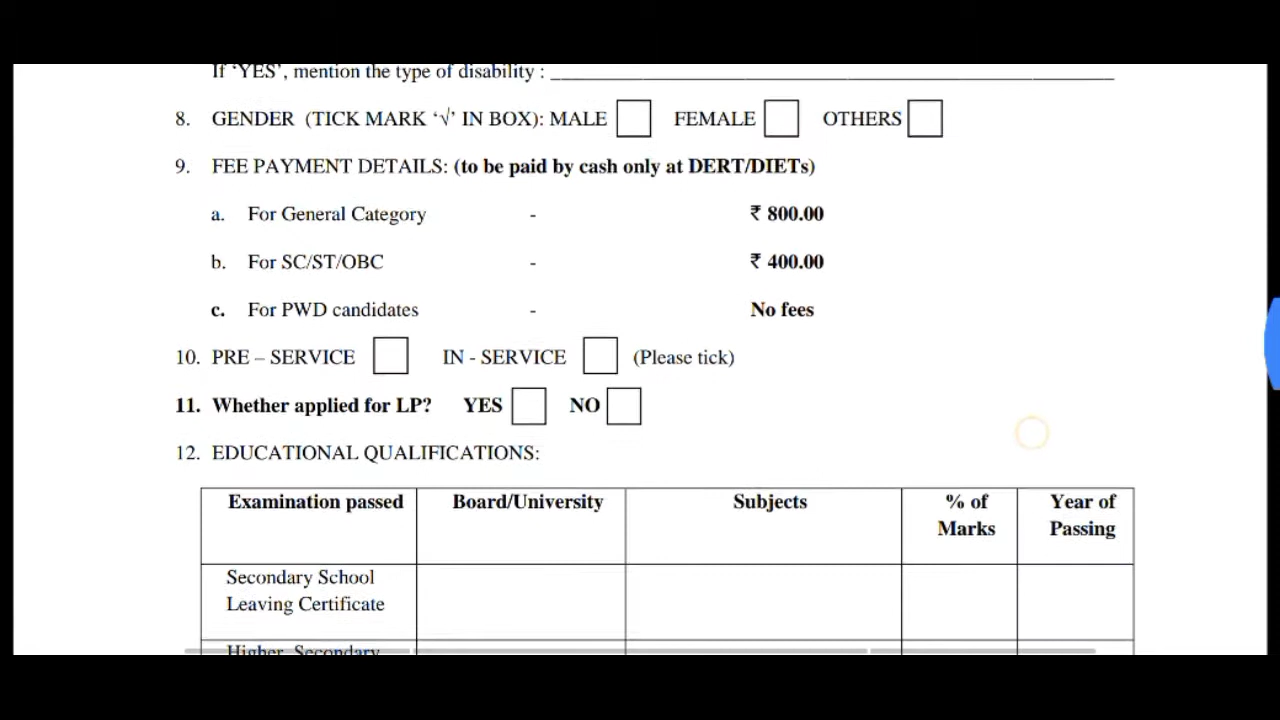 If ‘YES’, mention the type of disability : ______________________________
8. GENDER (TICK MARK ‘√’ IN BOX): MALE FEMALE OTHERS
9. FEE PAYMENT DETAILS: (to be paid by cash only at DERT/DIETs)
a. For General Category - ₹ 800.00
b. For SC/ST/OBC - ₹ 400.00
c. For PWD candidates - No fees
10. PRE – SERVICE IN - SERVICE (Please tick)
11. Whether applied for LP? YES NO
12. EDUCATIONAL QUALIFICATIONS:
Examination passed Board/University Subjects % of Marks Year of Passing
Secondary School
Leaving Certificate
Higher Secondary